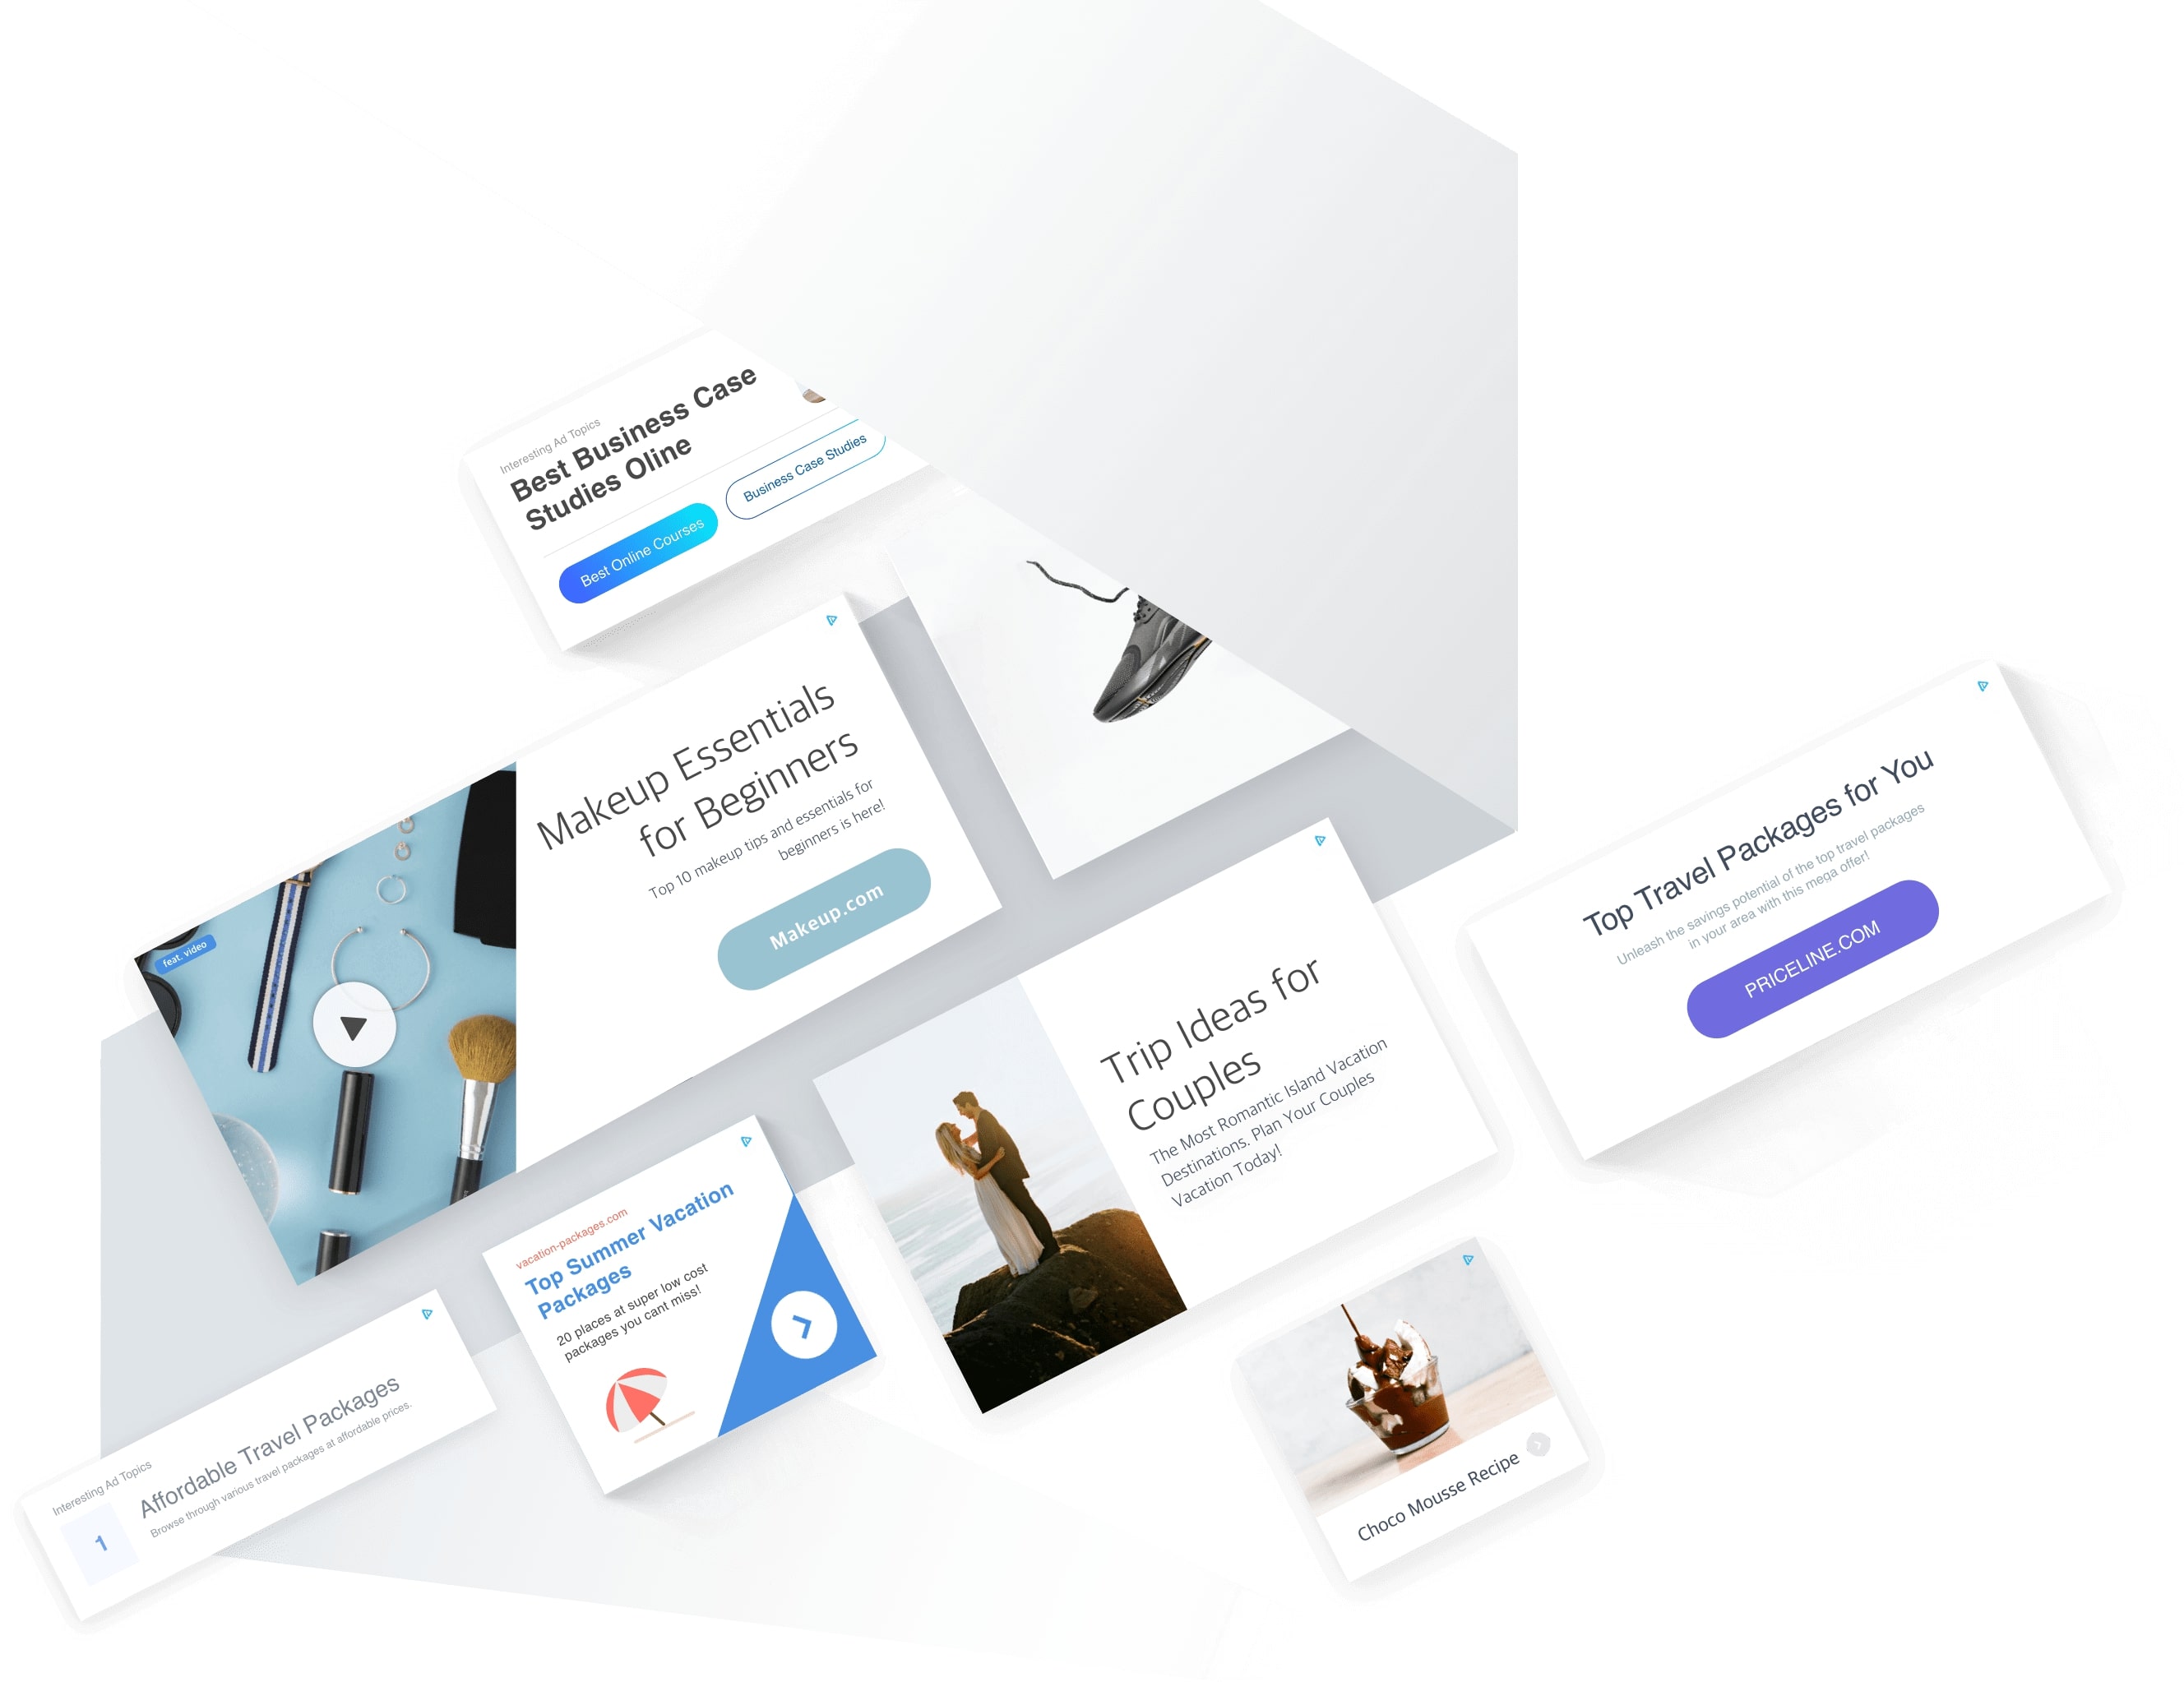 Interesting Ad Topics
Best Business Case
Studies Oline
Best Online Courses
Business Case Studies
Makeup Essentials
for Beginners
Top 10 makeup tips and essentials for
beginners is here!
Makeup.com
feat. video
Top Travel Packages for You
Unleash the savings potential of the top travel packages
in your area with this mega offer!
PRICELINE.COM
Trip Ideas for
Couples
The Most Romantic Island Vacation
Destinations. Plan Your Couples
Vacation Today!
vacation-packages.com
Top Summer Vacation
Packages
20 places at super low cost
packages you cant miss!
Interesting Ad Topics
1
Affordable Travel Packages
Browse through various travel packages at affordable prices.
Choco Mousse Recipe